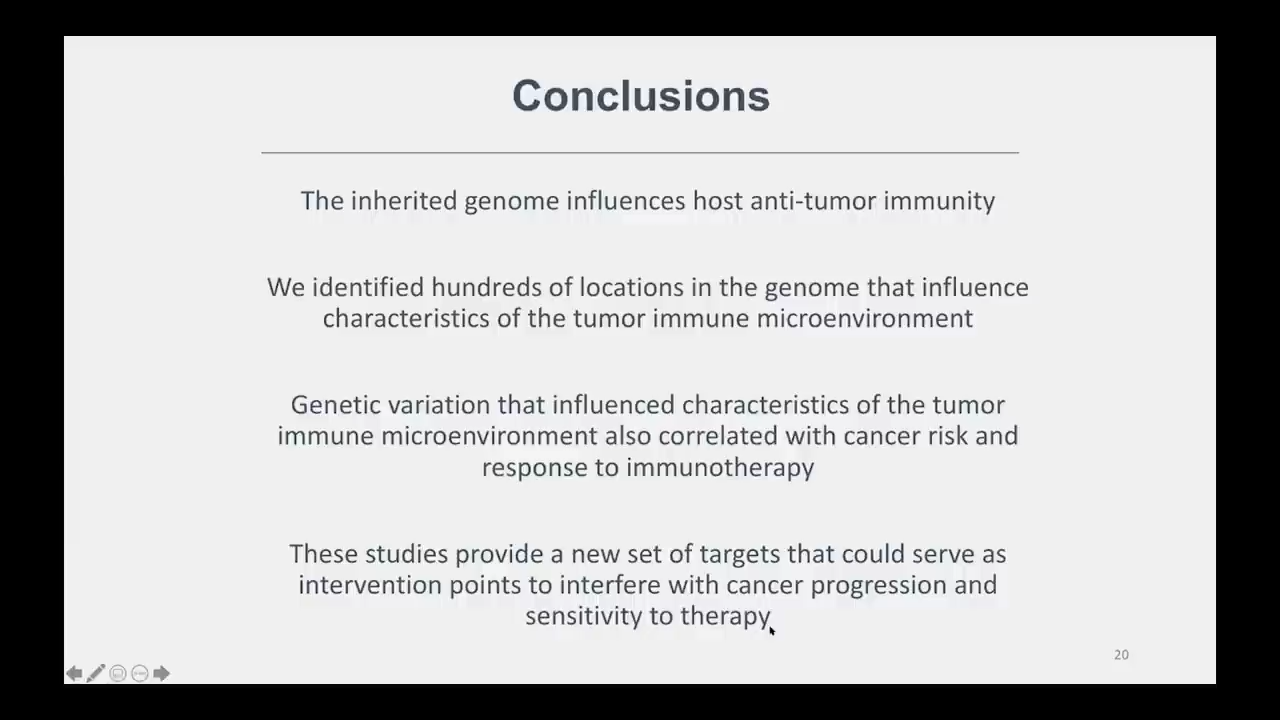 Conclusions
The inherited genome influences host anti-tumor immunity
We identified hundreds of locations in the genome that influence
characteristics of the tumor immune microenvironment
Genetic variation that influenced characteristics of the tumor
immune microenvironment also correlated with cancer risk and
response to immunotherapy
These studies provide a new set of targets that could serve as
intervention points to interfere with cancer progression and
sensitivity to therapy
20